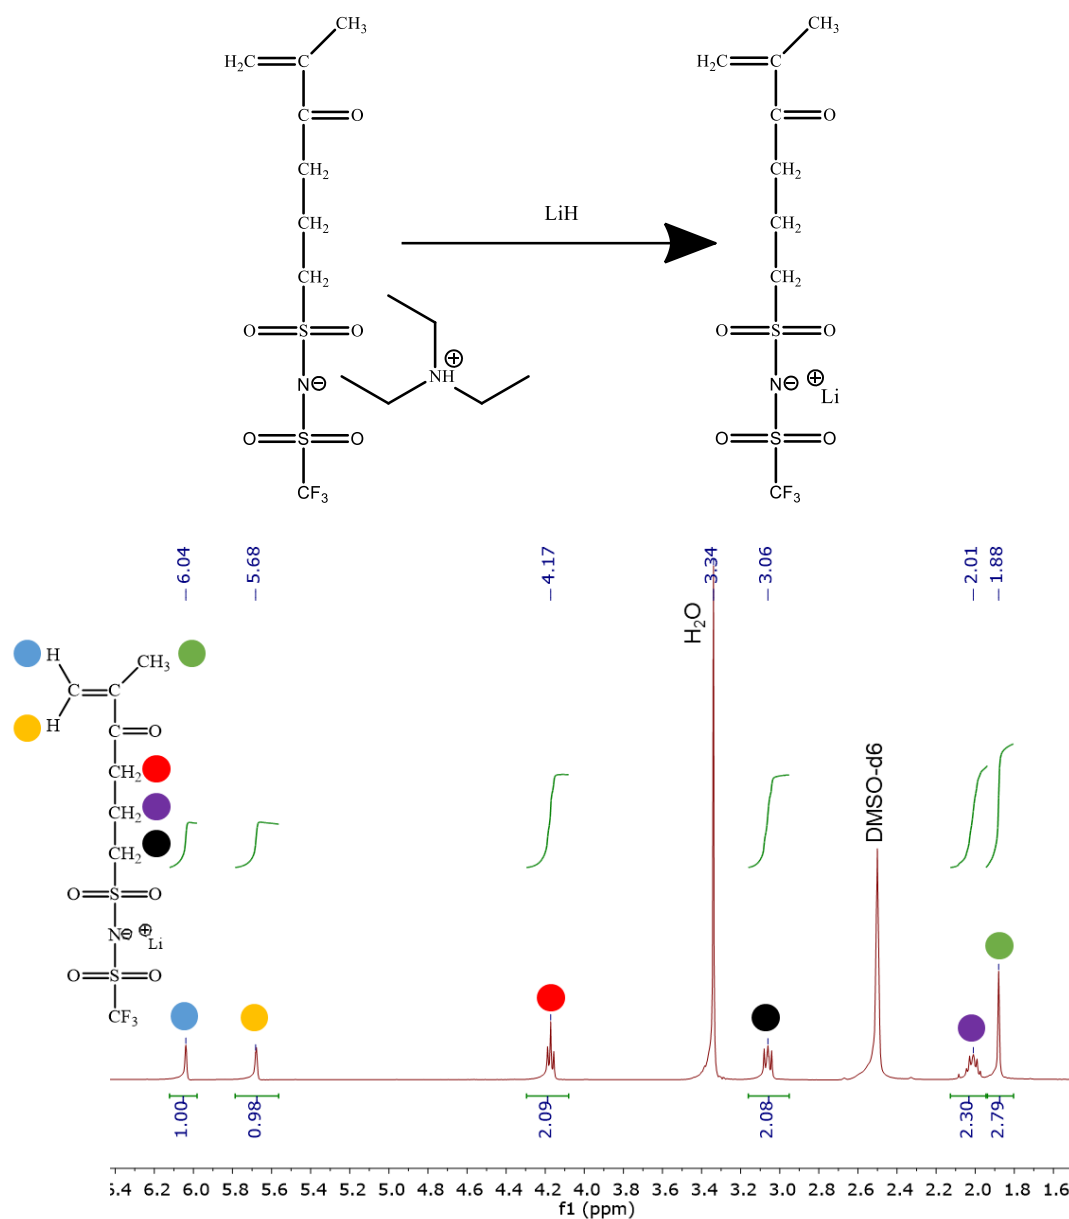 CH3 CH3
H2C C H2C C
C O C O
CH2 CH2
LiH
CH2 CH2
CH2 CH2
O S O O S O
NH ⊕
N⊖ N⊖ ⊕
Li
O S O O S O
CF3 CF3
6.04 5.68 4.17 3.34 3.06 2.01 1.88
H2O
H
CH3
C C
H
C O
CH2
CH2
DMSO-d6
CH2
O S O
N⊖ ⊕
Li
O S O
CF3
1.00 0.98 2.09 2.08 2.30 2.79
6.4 6.2 6.0 5.8 5.6 5.4 5.2 5.0 4.8 4.6 4.4 4.2 4.0 3.8 3.6 3.4 3.2 3.0 2.8 2.6 2.4 2.2 2.0 1.8 1.6
f1 (ppm)